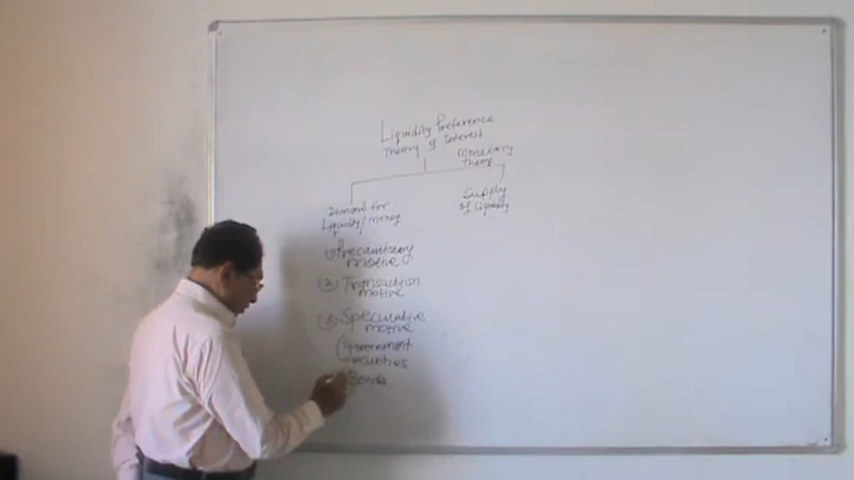 Liquidity Preference
Theory of Interest
Monetary
Theory
Demand for
Liquidity/money
Supply
of Liquidity
① Precautionary
motive
② Transaction
motive
③ Speculative
motive
(Government
securities
Bonds